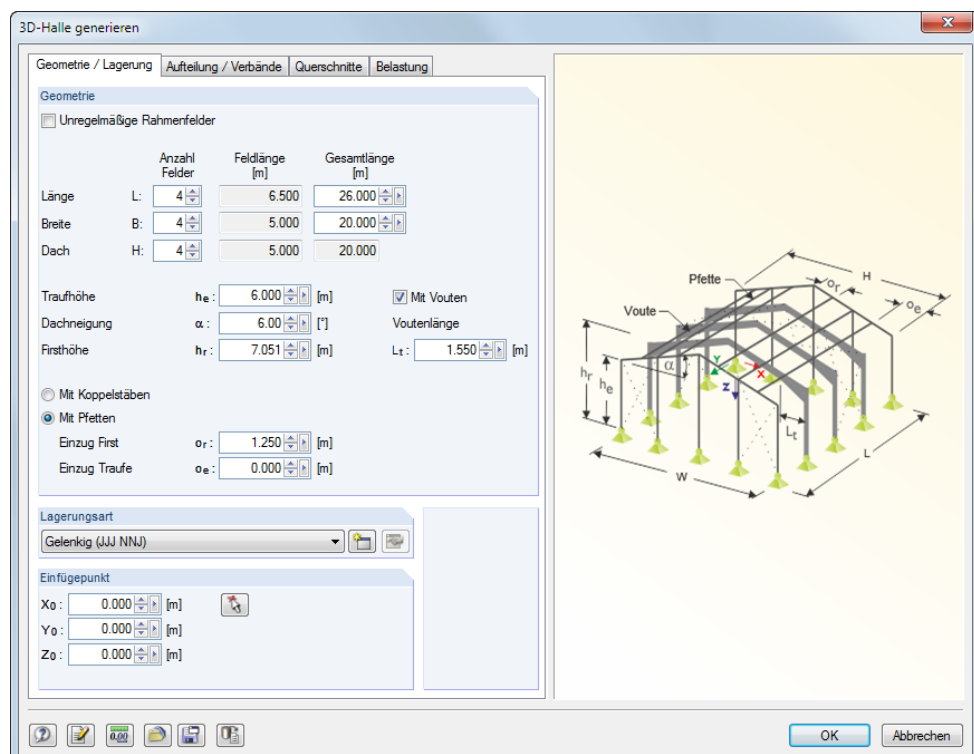 3D-Halle generieren
Geometrie / Lagerung Aufteilung / Verbände Querschnitte Belastung
Geometrie
Unregelmäßige Rahmenfelder
Anzahl Felder Feldlänge [m] Gesamtlänge [m]
Länge L: 4 6.500 26.000
Breite B: 4 5.000 20.000
Dach H: 4 5.000 20.000
Traufhöhe he: 6.000 [m] Mit Vouten
Dachneigung α: 6.00 [°] Voutenlänge
Firsthöhe hr: 7.051 [m] Lt: 1.550 [m]
Mit Koppelstäben
Mit Pfetten
Einzug First or: 1.250 [m]
Einzug Traufe oe: 0.000 [m]
Lagerungsart
Gelenkig (JJJ NNJ)
Einfügepunkt
X0: 0.000 [m]
Y0: 0.000 [m]
Z0: 0.000 [m]
H
Pfette or
Voute oe
hr he α Y X
Z
Lt
W L
0.00
OK Abbrechen